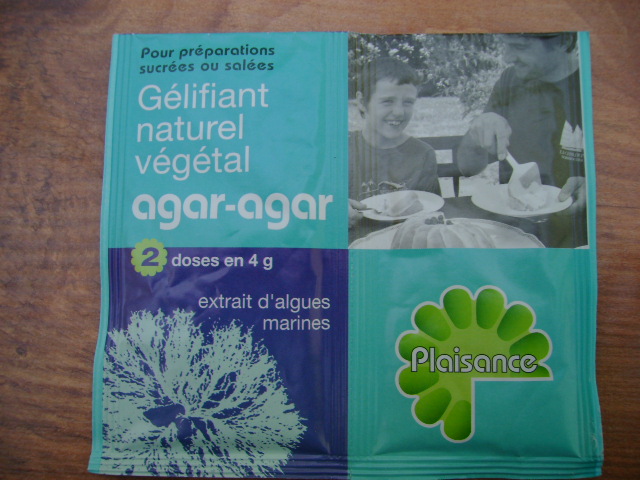 Pour préparations
sucrées ou salées
Gélifiant
naturel
végétal
agar-agar
2 doses en 4 g
extrait d'algues
marines
Plaisance